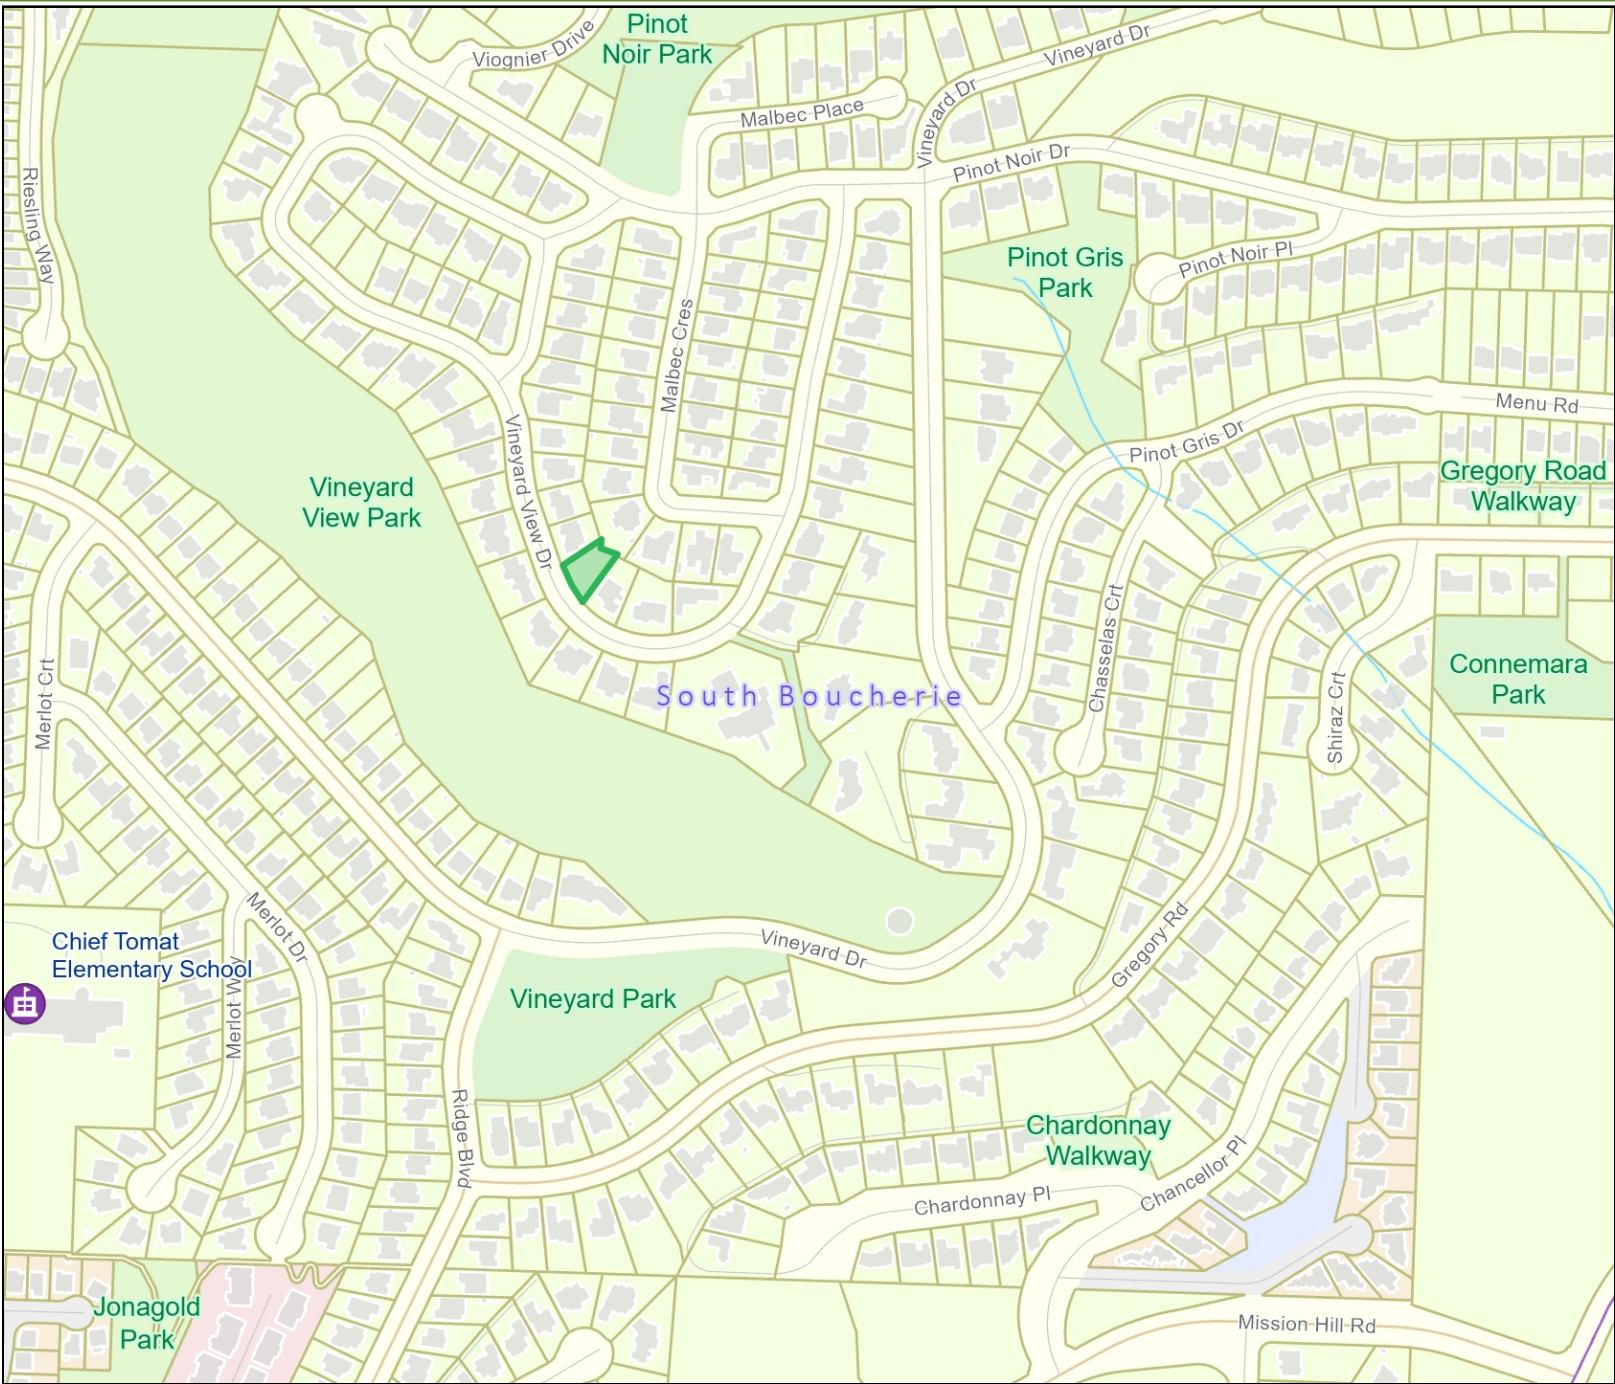 Pinot
Noir Park
Viognier Drive
Vineyard Dr
Malbec Place
Vineyard Dr
Pinot Noir Dr
Riesling Way
Pinot Gris
Park
Pinot Noir Pl
Malbec Cres
Menu Rd
Pinot Gris Dr
Vineyard
View Park
Vineyard View Dr
Gregory Road
Walkway
Chasselas Crt
Merlot Crt
South Boucherie
Shiraz Crt
Connemara
Park
Merlot Dr
Chief Tomat
Elementary School
Merlot Way
Vineyard Dr
Gregory Rd
Vineyard Park
Ridge Blvd
Chardonnay
Walkway
Chancellor Pl
Chardonnay Pl
Jonagold
Park
Mission Hill Rd